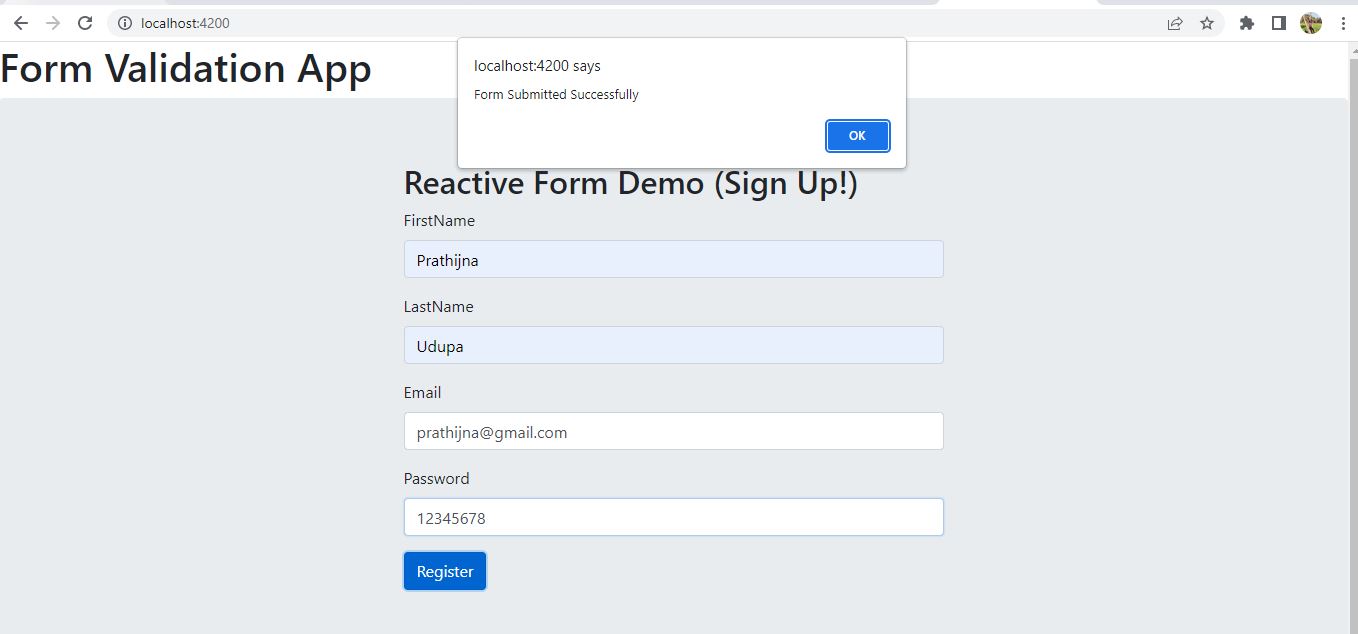 localhost:4200
Form Validation App
localhost:4200 says
Form Submitted Successfully
OK
Reactive Form Demo (Sign Up!)
FirstName
Prathijna
LastName
Udupa
Email
prathijna@gmail.com
Password
12345678
Register